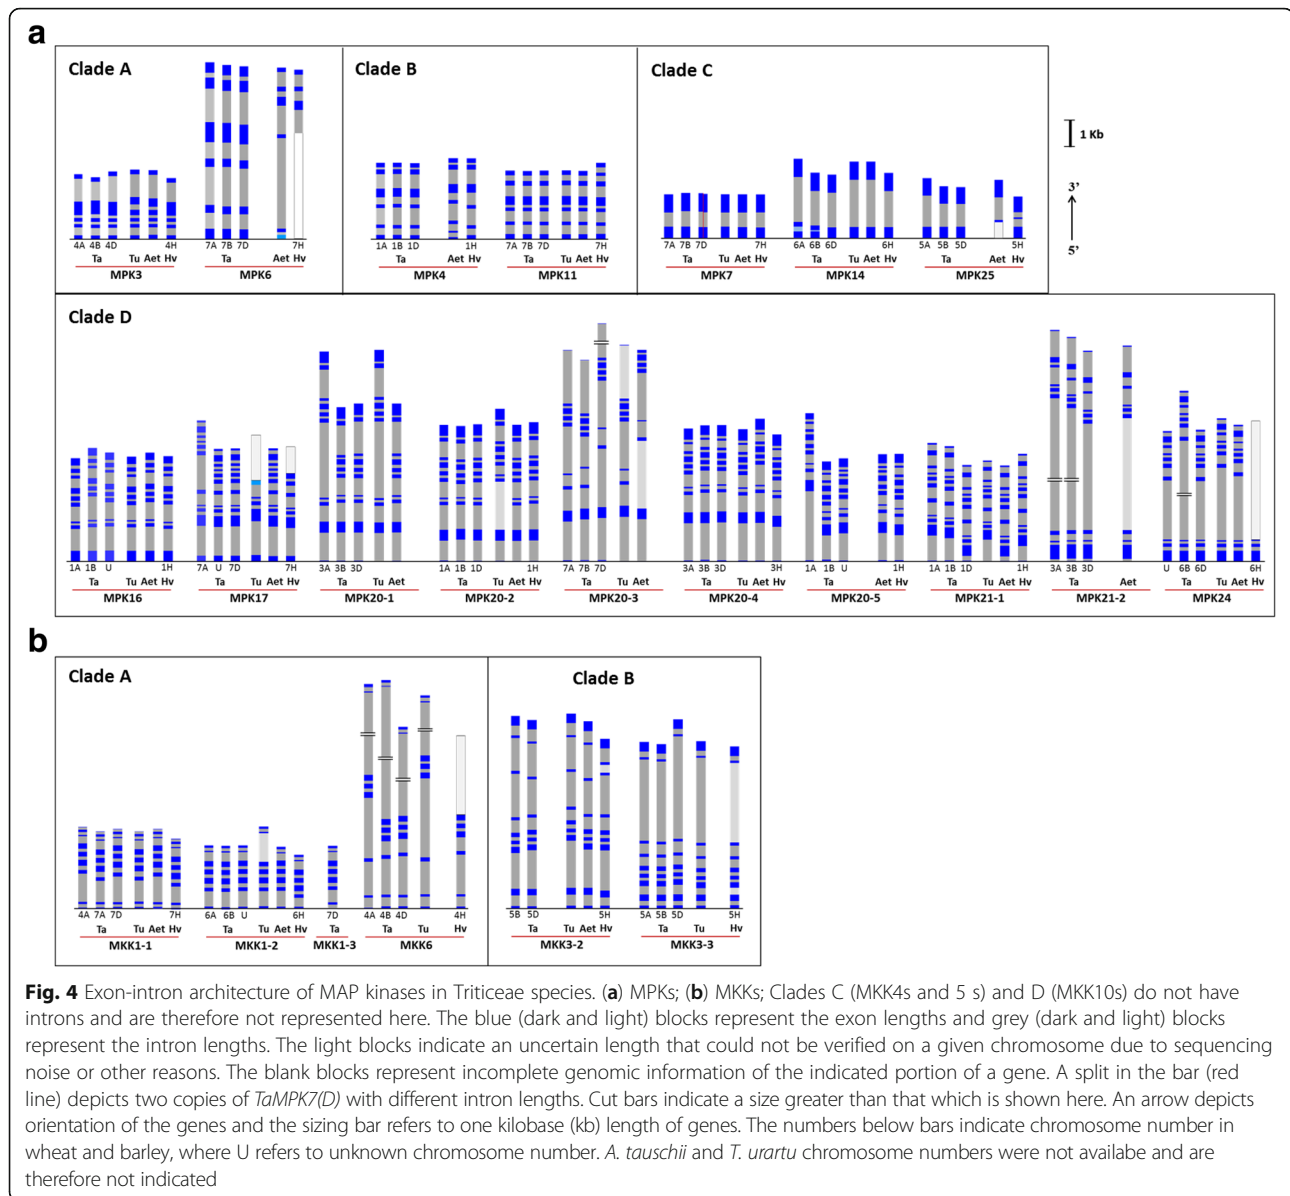 a
Clade A
Clade B
Clade C
1 Kb
3'
5'
4A 4B 4D 4H 7A 7B 7D 7H 1A 1B 1D 1H 7A 7B 7D 7H 7A 7B 7D 7H 6A 6B 6D 6H 5A 5B 5D 5H
Ta Tu Aet Hv Ta Aet Hv Ta Aet Hv Ta Tu Aet Hv Ta Tu Aet Hv Ta Tu Aet Hv Ta Aet Hv
MPK3 MPK6 MPK4 MPK11 MPK7 MPK14 MPK25
Clade D
1A 1B U 1H 7A U 7D 7H 3A 3B 3D 1A 1B 1D 1H 7A 7B 7D 3A 3B 3D 3H 1A 1B U 1H 1A 1B 1D 1H 3A 3B 3D U 6B 6D 6H
Ta Tu Aet Hv Ta Tu Aet Hv Ta Tu Aet Ta Tu Aet Hv Ta Tu Aet Ta Tu Aet Hv Ta Aet Hv Ta Tu Aet Hv Ta Aet Ta Tu Aet Hv
MPK16 MPK17 MPK20-1 MPK20-2 MPK20-3 MPK20-4 MPK20-5 MPK21-1 MPK21-2 MPK24
b
Clade A
Clade B
4A 7A 7D 7H 6A 6B U 6H 7D 4A 4B 4D 4H 5B 5D 5H 5A 5B 5D 5H
Ta Tu Aet Hv Ta Tu Aet Hv Ta Ta Tu Hv Ta Tu Aet Hv Ta Tu Hv
MKK1-1 MKK1-2 MKK1-3 MKK6 MKK3-2 MKK3-3
Fig. 4 Exon-intron architecture of MAP kinases in Triticeae species. (a) MPKs; (b) MKKs; Clades C (MKK4s and 5 s) and D (MKK10s) do not have
introns and are therefore not represented here. The blue (dark and light) blocks represent the exon lengths and grey (dark and light) blocks
represent the intron lengths. The light blocks indicate an uncertain length that could not be verified on a given chromosome due to sequencing
noise or other reasons. The blank blocks represent incomplete genomic information of the indicated portion of a gene. A split in the bar (red
line) depicts two copies of TaMPK7(D) with different intron lengths. Cut bars indicate a size greater than that which is shown here. An arrow depicts
orientation of the genes and the sizing bar refers to one kilobase (kb) length of genes. The numbers below bars indicate chromosome number in
wheat and barley, where U refers to unknown chromosome number. A. tauschii and T. urartu chromosome numbers were not availabe and are
therefore not indicated